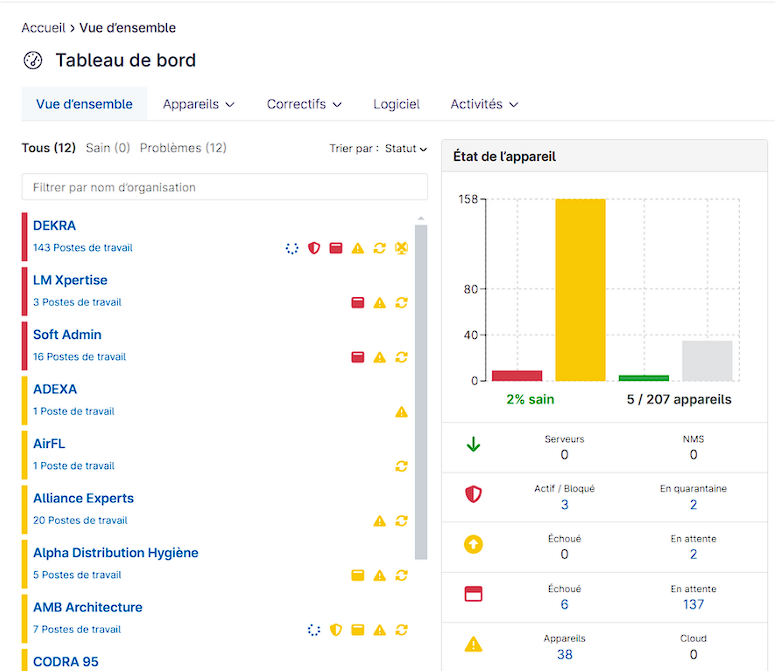 Accueil › Vue d'ensemble
Tableau de bord
Vue d'ensemble Appareils Correctifs Logiciel Activités
Tous (12) Sain (0) Problèmes (12) Trier par : Statut
Filtrer par nom d'organisation
DEKRA
143 Postes de travail
LM Xpertise
3 Postes de travail
Soft Admin
16 Postes de travail
ADEXA
1 Poste de travail
AirFL
1 Poste de travail
Alliance Experts
20 Postes de travail
Alpha Distribution Hygiène
5 Postes de travail
AMB Architecture
7 Postes de travail
CODRA 95
État de l'appareil
158
80
40
0
2% sain 5 / 207 appareils
Serveurs NMS
0 0
Actif / Bloqué En quarantaine
3 2
Échoué En attente
0 2
Échoué En attente
6 137
Appareils Cloud
38 0